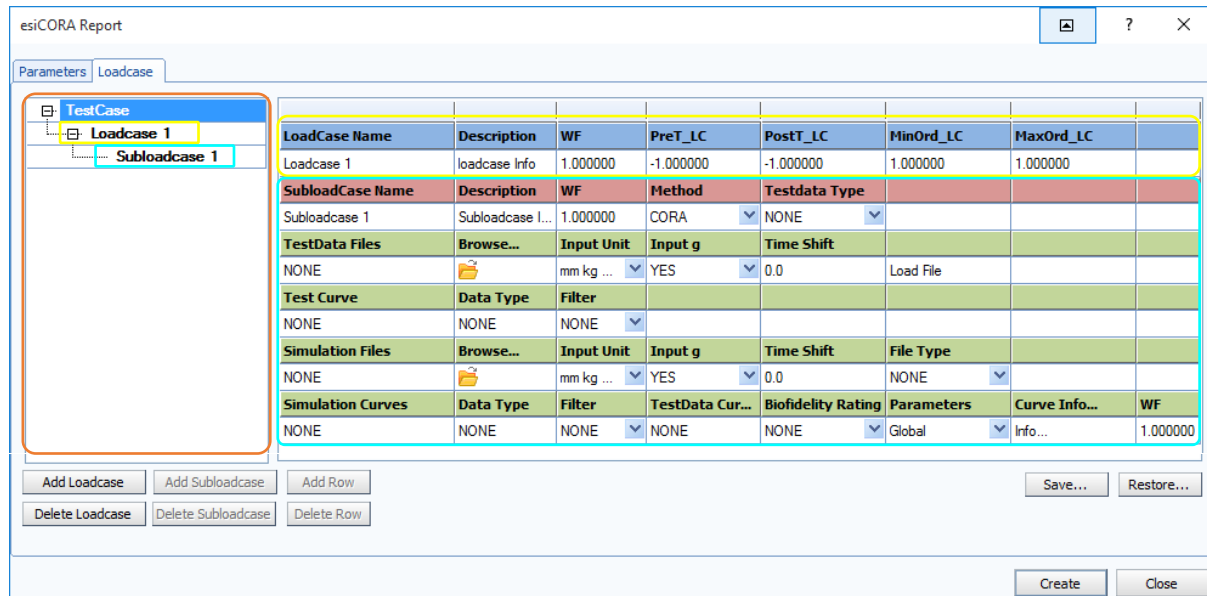 esiCORA Report ?
Parameters Loadcase
TestCase
Loadcase 1
Subloadcase 1
LoadCase Name Description WF PreT_LC PostT_LC MinOrd_LC MaxOrd_LC
Loadcase 1 loadcase Info 1.000000 -1.000000 -1.000000 1.000000 1.000000
SubloadCase Name Description WF Method Testdata Type
Subloadcase 1 Subloadcase I... 1.000000 CORA NONE
TestData Files Browse... Input Unit Input g Time Shift
NONE mm kg ... YES 0.0 Load File
Test Curve Data Type Filter
NONE NONE NONE
Simulation Files Browse... Input Unit Input g Time Shift File Type
NONE mm kg ... YES 0.0 NONE
Simulation Curves Data Type Filter TestData Cur... Biofidelity Rating Parameters Curve Info... WF
NONE NONE NONE NONE NONE Global Info... 1.000000
Add Loadcase Add Subloadcase Add Row Save... Restore...
Delete Loadcase Delete Subloadcase Delete Row
Create Close